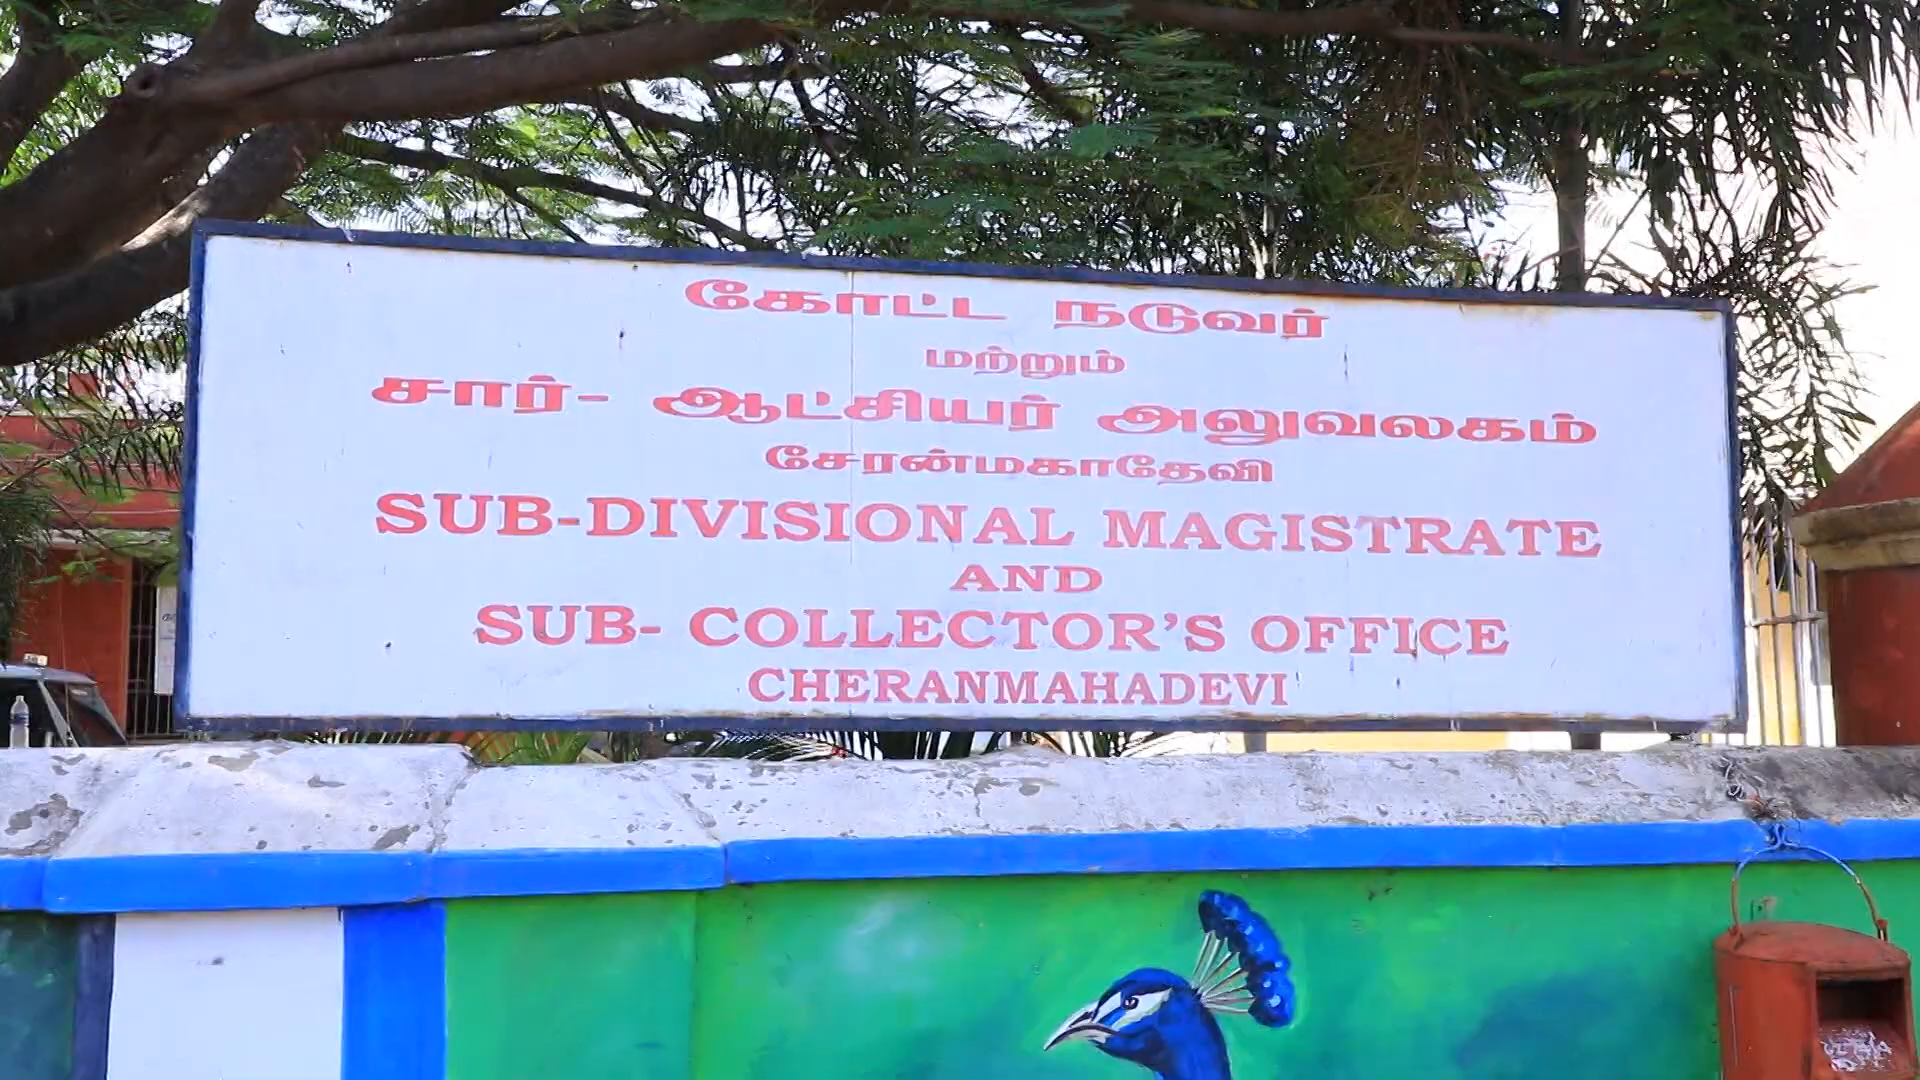 கோட்ட நடுவர்
மற்றும்
சார்- ஆட்சியர் அலுவலகம்
சேரன்மகாதேவி
SUB-DIVISIONAL MAGISTRATE
AND
SUB- COLLECTOR'S OFFICE
CHERANMAHADEVI